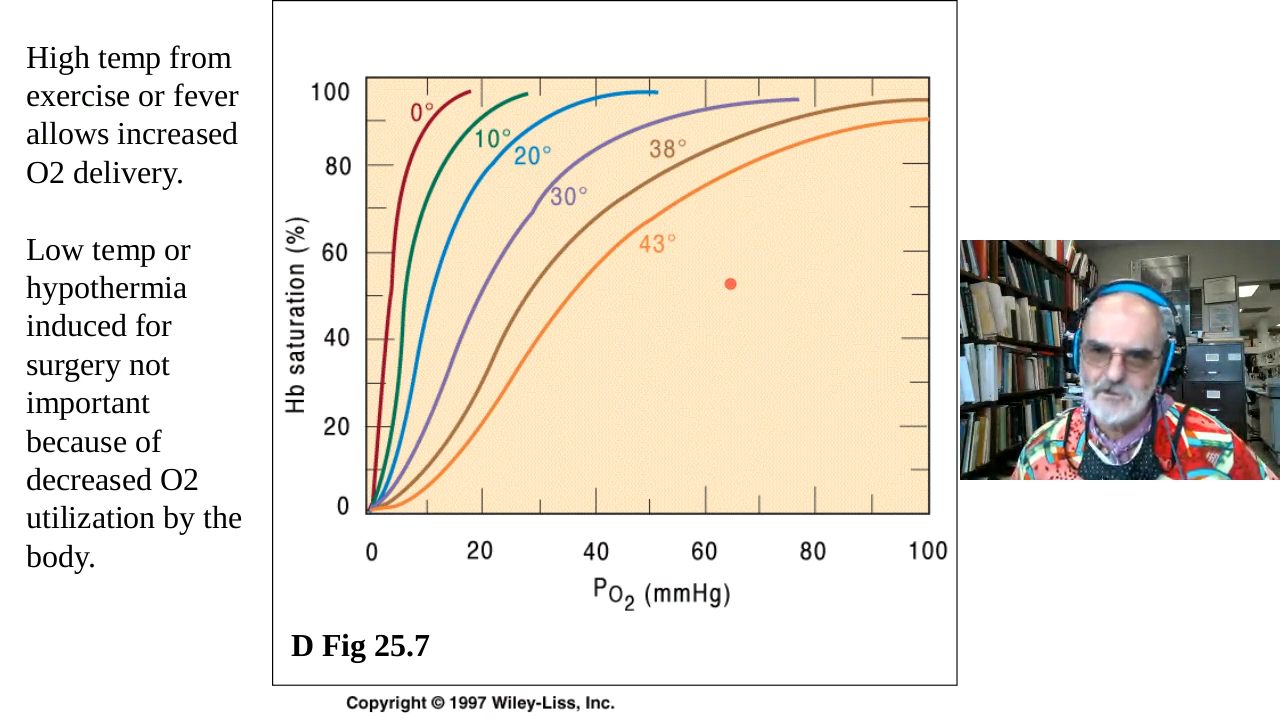 High temp from
exercise or fever
allows increased
O2 delivery.
Low temp or
hypothermia
induced for
surgery not
important
because of
decreased O2
utilization by the
body.
100
80
60
40
20
0
Hb saturation (%)
0°
10°
20°
30°
38°
43°
0 20 40 60 80 100
PO2 (mmHg)
D Fig 25.7
Copyright © 1997 Wiley-Liss, Inc.